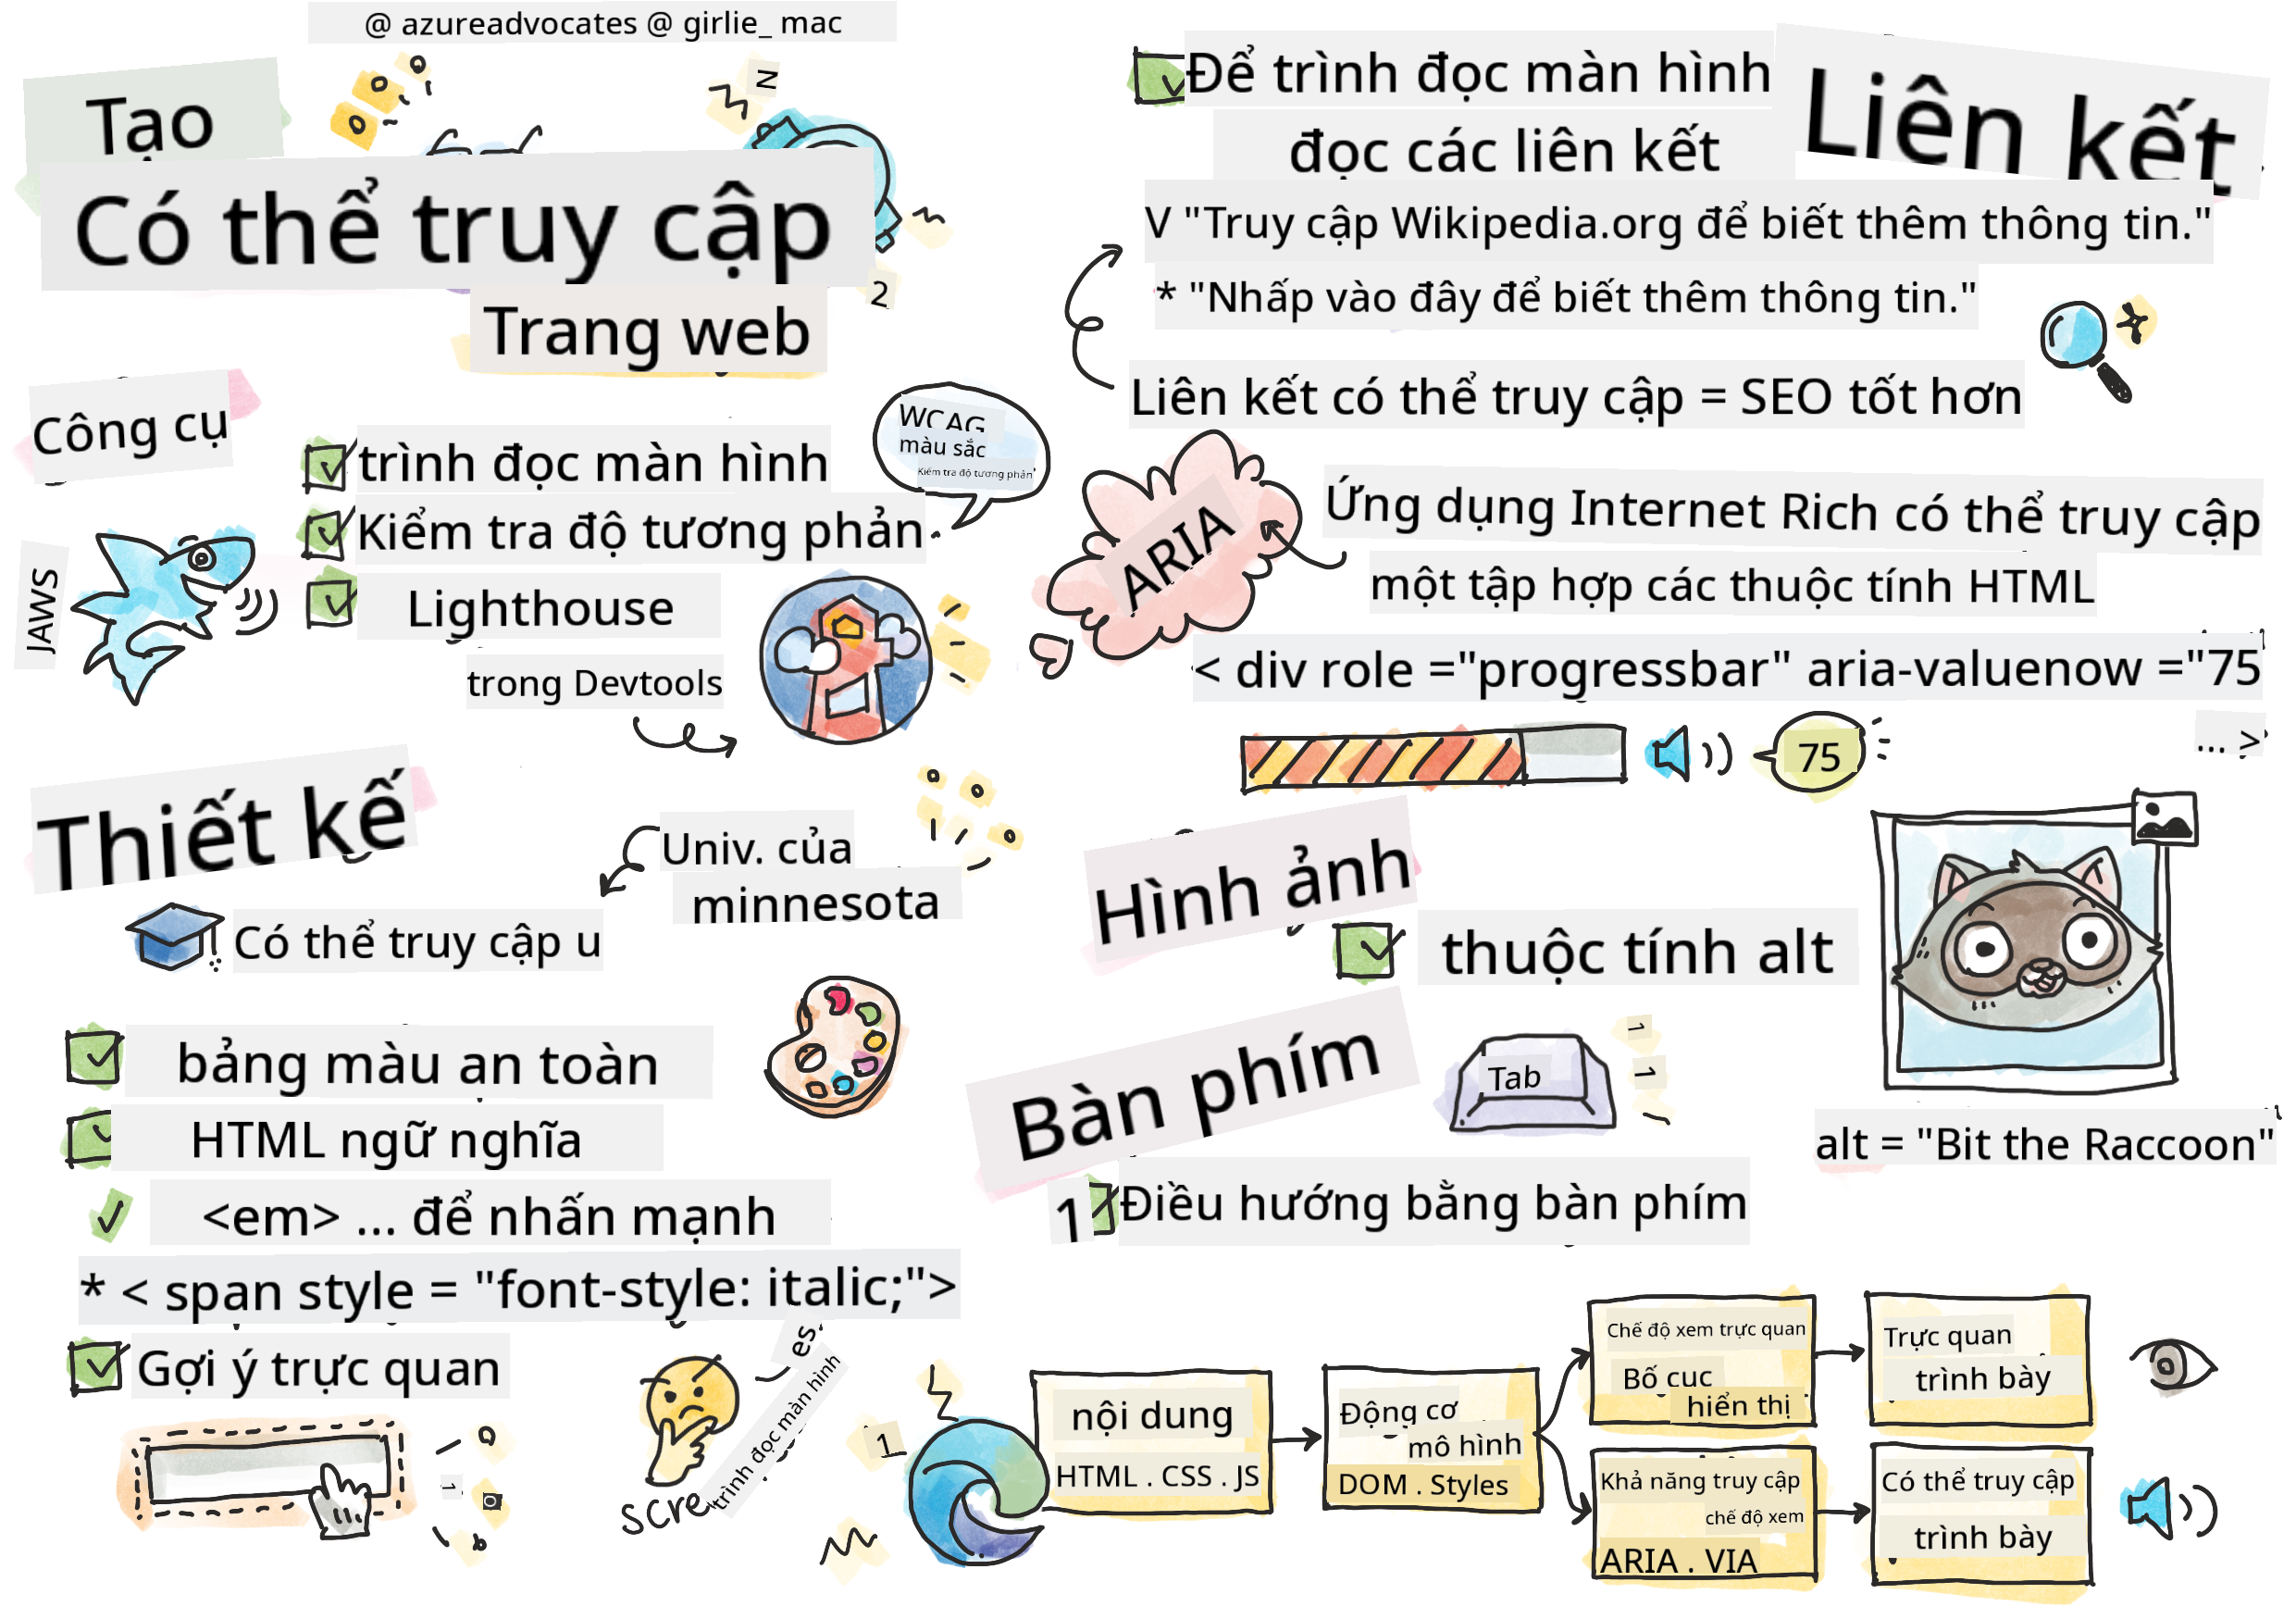 @ azureadvocates @ girlie_ mac
Tạo
Có thể truy cập
Trang web
N
2
Công cụ
trình đọc màn hình
Kiểm tra độ tương phản
Lighthouse
trong Devtools
WCAG
màu sắc
Kiểm tra độ tương phản
JAWS
Thiết kế
Univ. của
minnesota
Có thể truy cập u
bảng màu an toàn
HTML ngữ nghĩa
<em> ... để nhấn mạnh
* < span style = "font-style: italic;">
Gợi ý trực quan
1
es
trình đọc màn hình
scre
Để trình đọc màn hình
đọc các liên kết
Liên kết
V "Truy cập Wikipedia.org để biết thêm thông tin."
* "Nhấp vào đây để biết thêm thông tin."
Liên kết có thể truy cập = SEO tốt hơn
ARIA
Ứng dụng Internet Rich có thể truy cập
một tập hợp các thuộc tính HTML
< div role ="progressbar" aria-valuenow ="75
... >
75
Hình ảnh
thuộc tính alt
alt = "Bit the Raccoon"
Bàn phím
Tab
1
1
1
Điều hướng bằng bàn phím
1
nội dung
HTML . CSS . JS
Động cơ
mô hình
DOM . Styles
Chế độ xem trực quan
Bố cục
hiển thị
Trực quan
trình bày
Khả năng truy cập
chế độ xem
ARIA . VIA
Có thể truy cập
trình bày